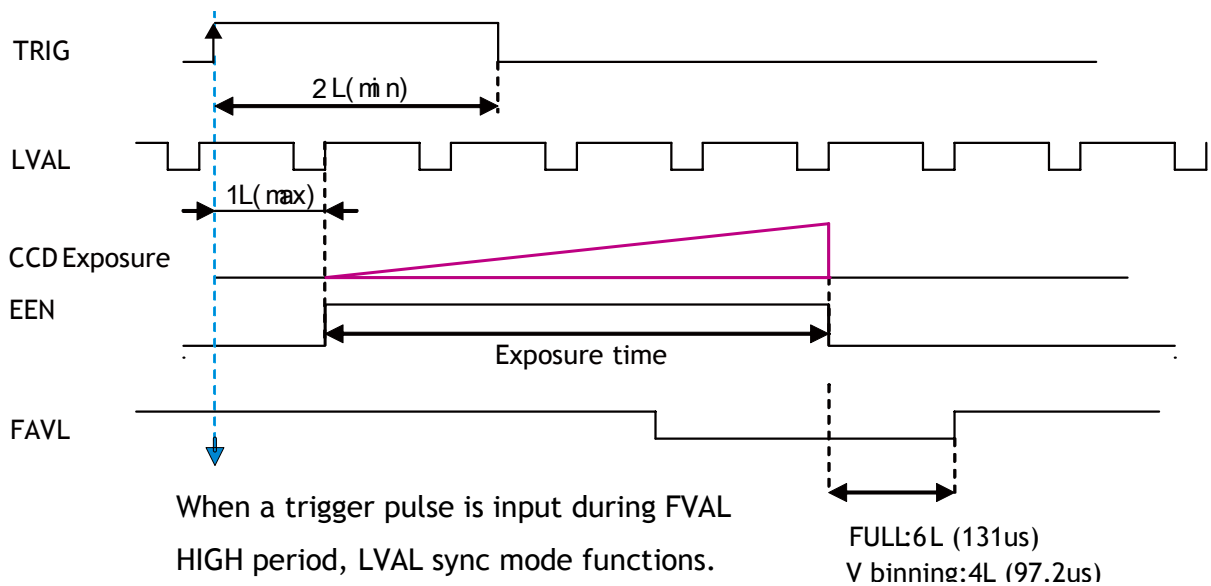 TRIG
2L(min)
LVAL
1L(max)
CCD Exposure
EEN
Exposure time
FAVL
When a trigger pulse is input during FVAL
HIGH period, LVAL sync mode functions.
FULL:6L (131us)
V binning:4L (97.2us)